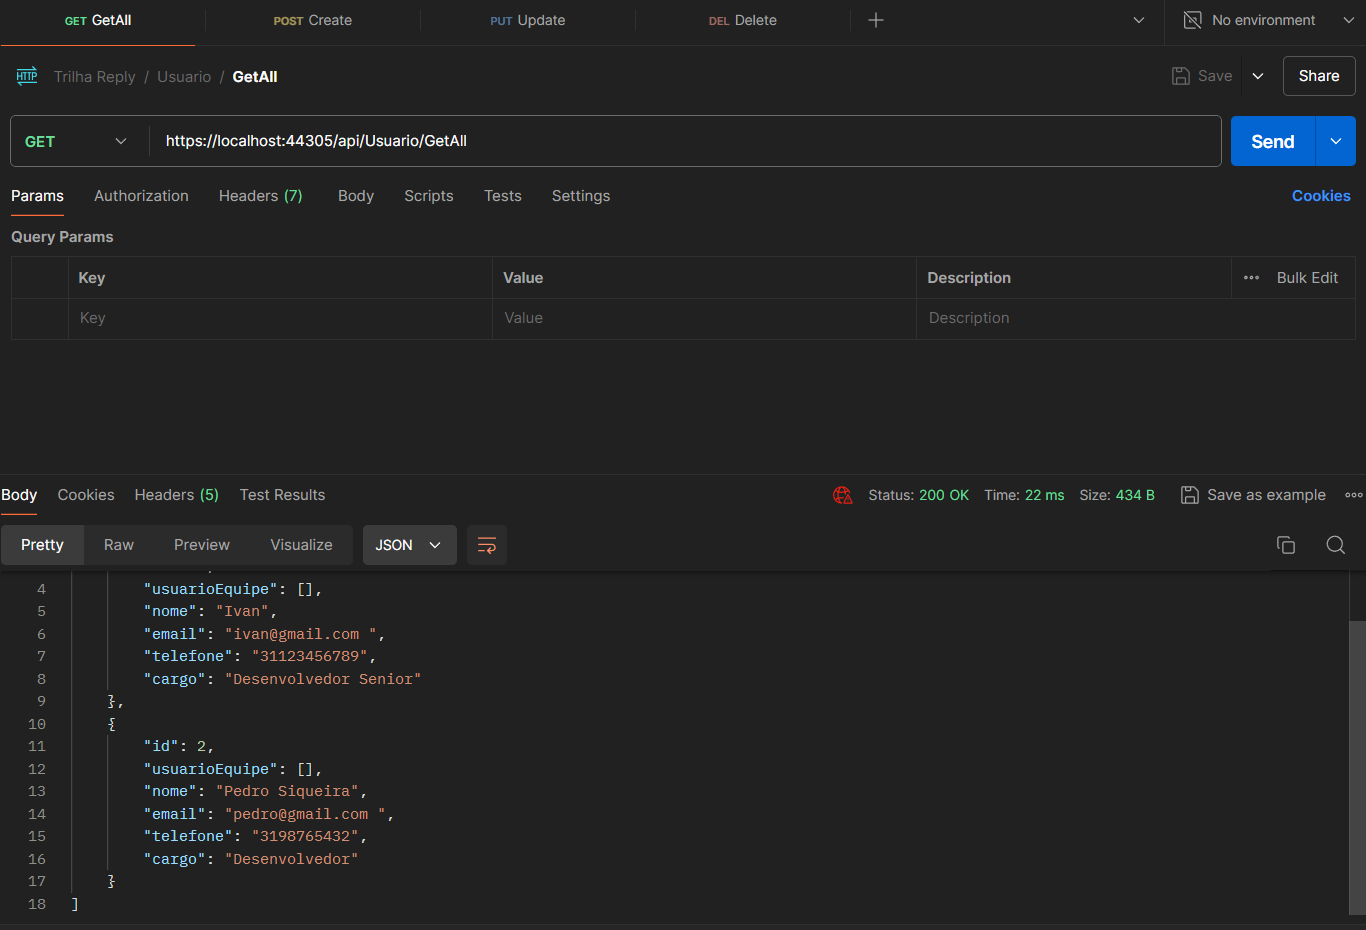 GET GetAll POST Create PUT Update DEL Delete No environment
HTTP Trilha Reply / Usuario / GetAll Save Share
GET https://localhost:44305/api/Usuario/GetAll Send
Params Authorization Headers (7) Body Scripts Tests Settings Cookies
Query Params
Key Value Description Bulk Edit
Key Value Description
Body Cookies Headers (5) Test Results Status: 200 OK Time: 22 ms Size: 434 B Save as example
Pretty Raw Preview Visualize JSON
4 "usuarioEquipe": [],
5 "nome": "Ivan",
6 "email": "ivan@gmail.com ",
7 "telefone": "31123456789",
8 "cargo": "Desenvolvedor Senior"
9 },
10 {
11 "id": 2,
12 "usuarioEquipe": [],
13 "nome": "Pedro Siqueira",
14 "email": "pedro@gmail.com ",
15 "telefone": "3198765432",
16 "cargo": "Desenvolvedor"
17 }
18 ]